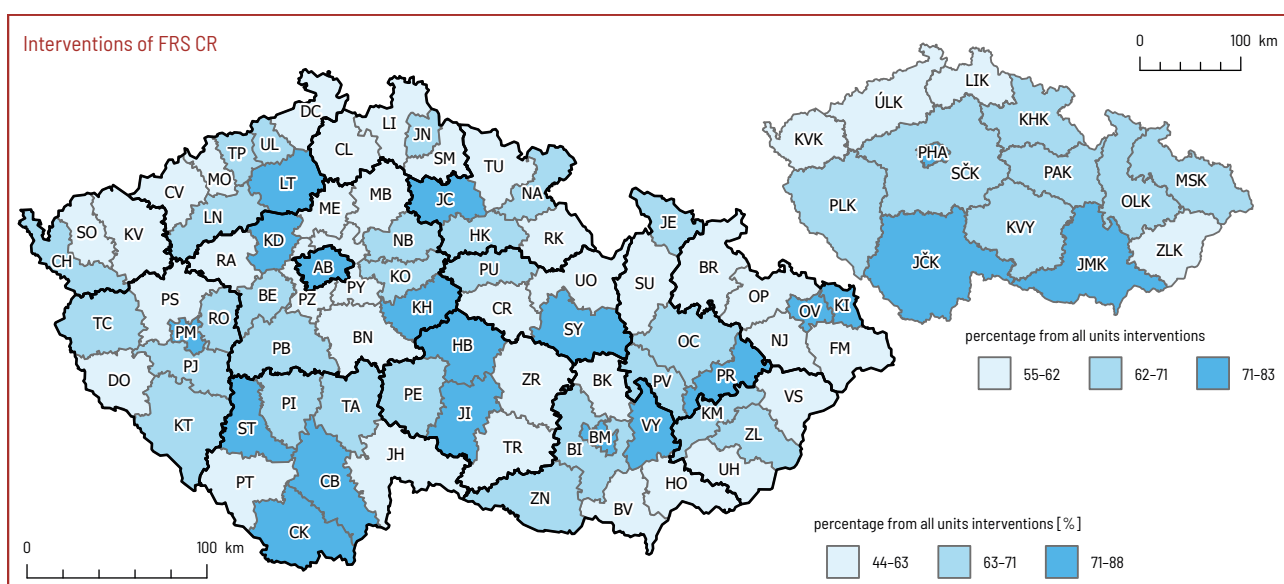 Interventions of FRS CR
0 100 km
DC
LI
LIK
JN
ÚLK
UL
TP
CL
SM
TU
KHK
MO
KVK
CV
LT
MB
JC
NA
PHA
SČK
PAK
MSK
ME
LN
JE
OLK
SO
KV
KD
NB
HK
RK
PLK
KVY
CH
RA
AB
KO
PU
BR
ZLK
JČK
JMK
BE
PZ
PY
UO
SU
OP
PS
KH
CR
OV
KI
TC
RO
PM
SY
percentage from all units interventions
BN
OC
NJ
FM
PB
HB
PJ
55–62 62–71 71–83
DO
ZR
BK
PV
PR
PE
VS
KT
ST
PI
TA
JI
KM
VY
BM
ZL
BI
TR
JH
UH
PT
CB
HO
ZN
BV
percentage from all units interventions [%]
CK
0 100 km
44–63 63–71 71–88